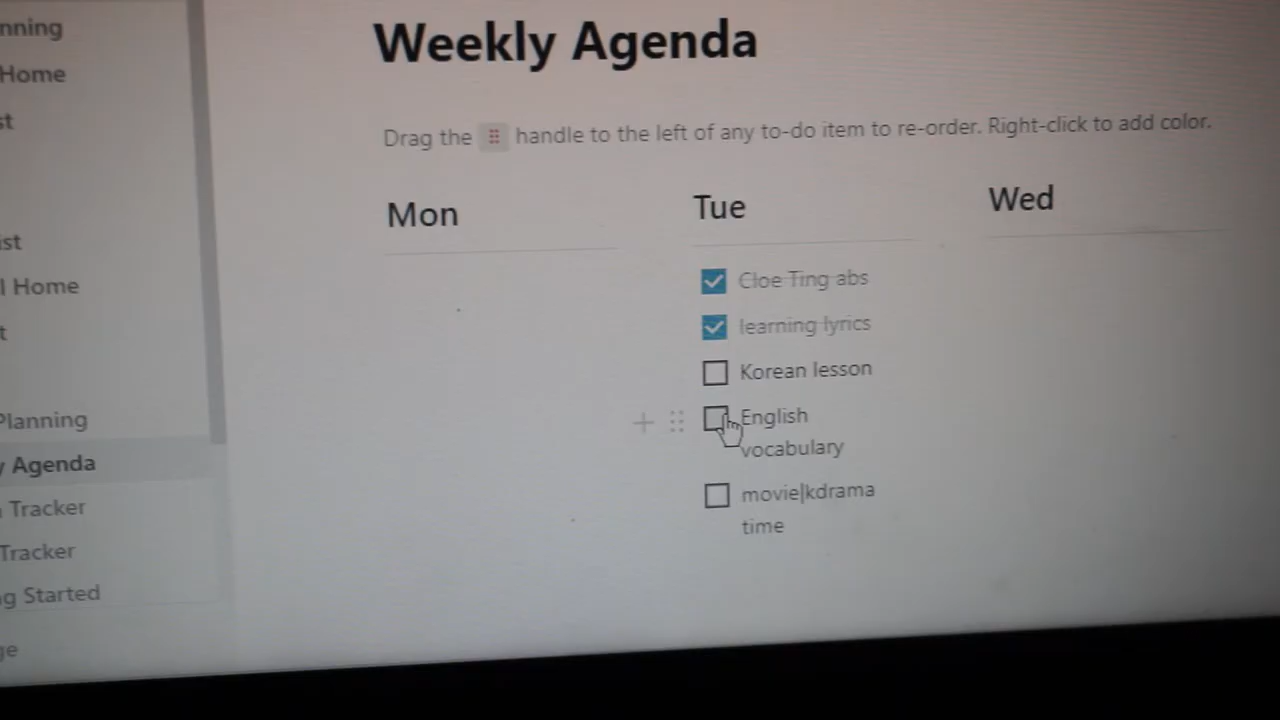 nning
Home
st
ist
l Home
t
Planning
y Agenda
Tracker
Tracker
ng Started
ge
Weekly Agenda
Drag the ⠿ handle to the left of any to-do item to re-order. Right-click to add color.
Mon
Tue
Cloe Ting abs
learning lyrics
Korean lesson
English
vocabulary
movie|kdrama
time
Wed